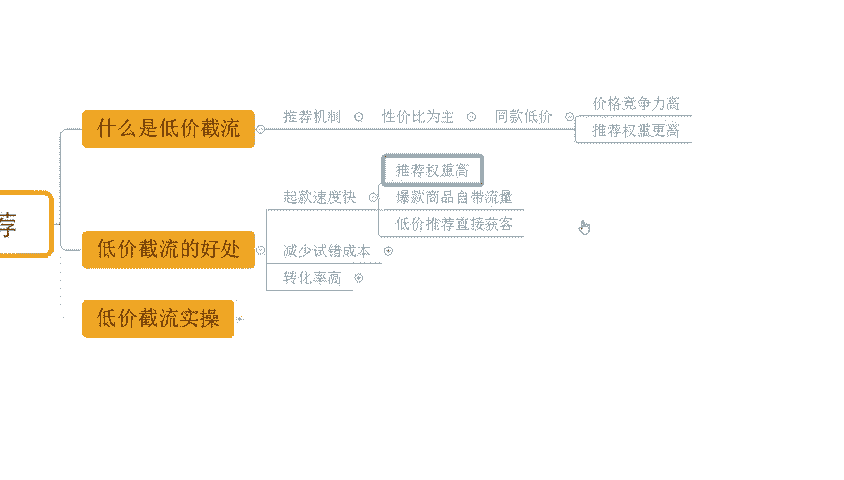 荐
什么是低价截流
推荐机制
性价比为主
同款低价
价格竞争力高
推荐权重更高
低价截流的好处
起款速度快
推荐权重高
爆款商品自带流量
低价推荐直接获客
减少试错成本
转化率高
低价截流实操